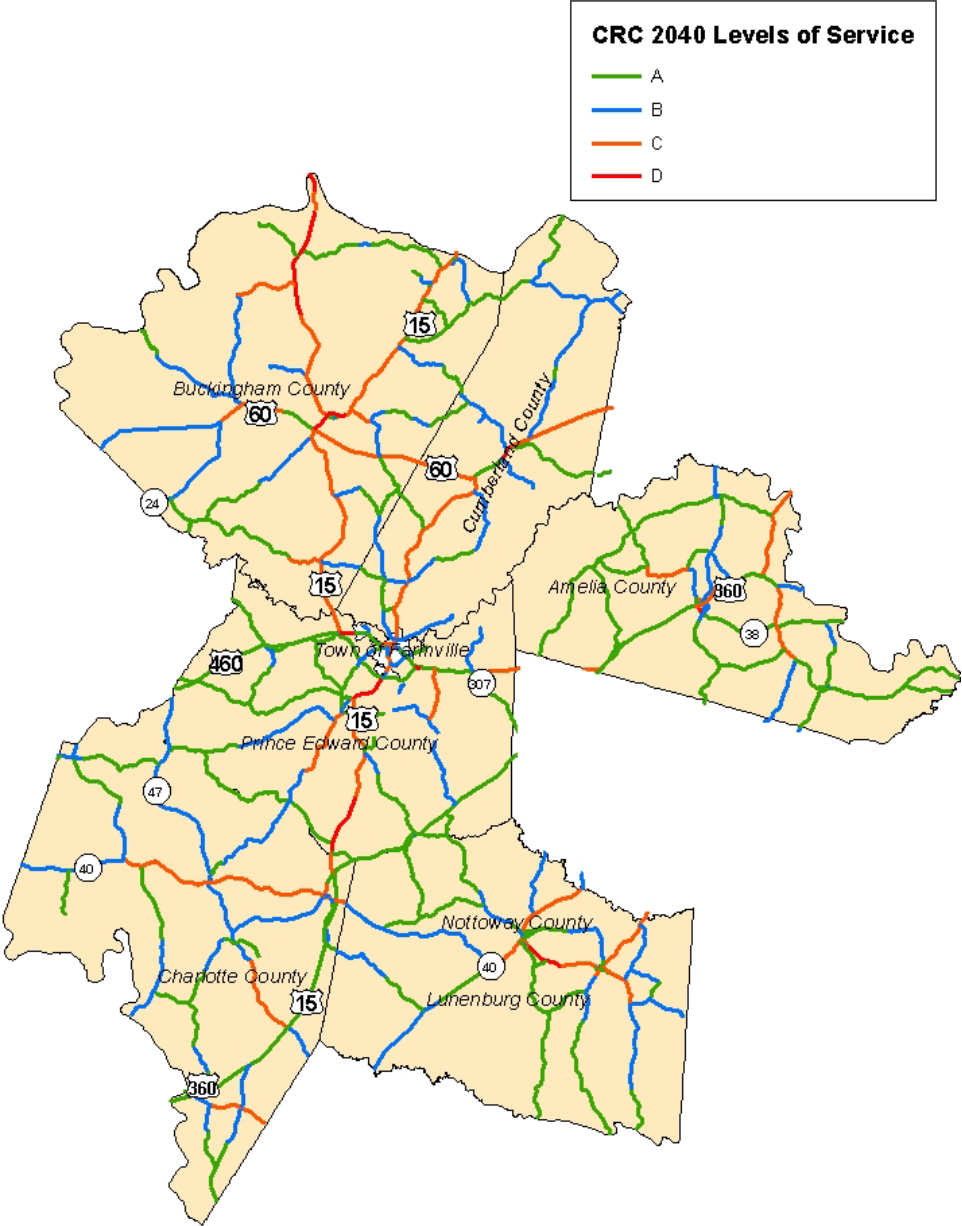 CRC 2040 Levels of Service
A
B
C
D
15
Buckingham County
60
Cumberland County
60
24
15
Amelia County
360
38
Town of Farmville
460
307
15
Prince Edward County
47
40
Nottoway County
40
Charlotte County
Lunenburg County
15
360